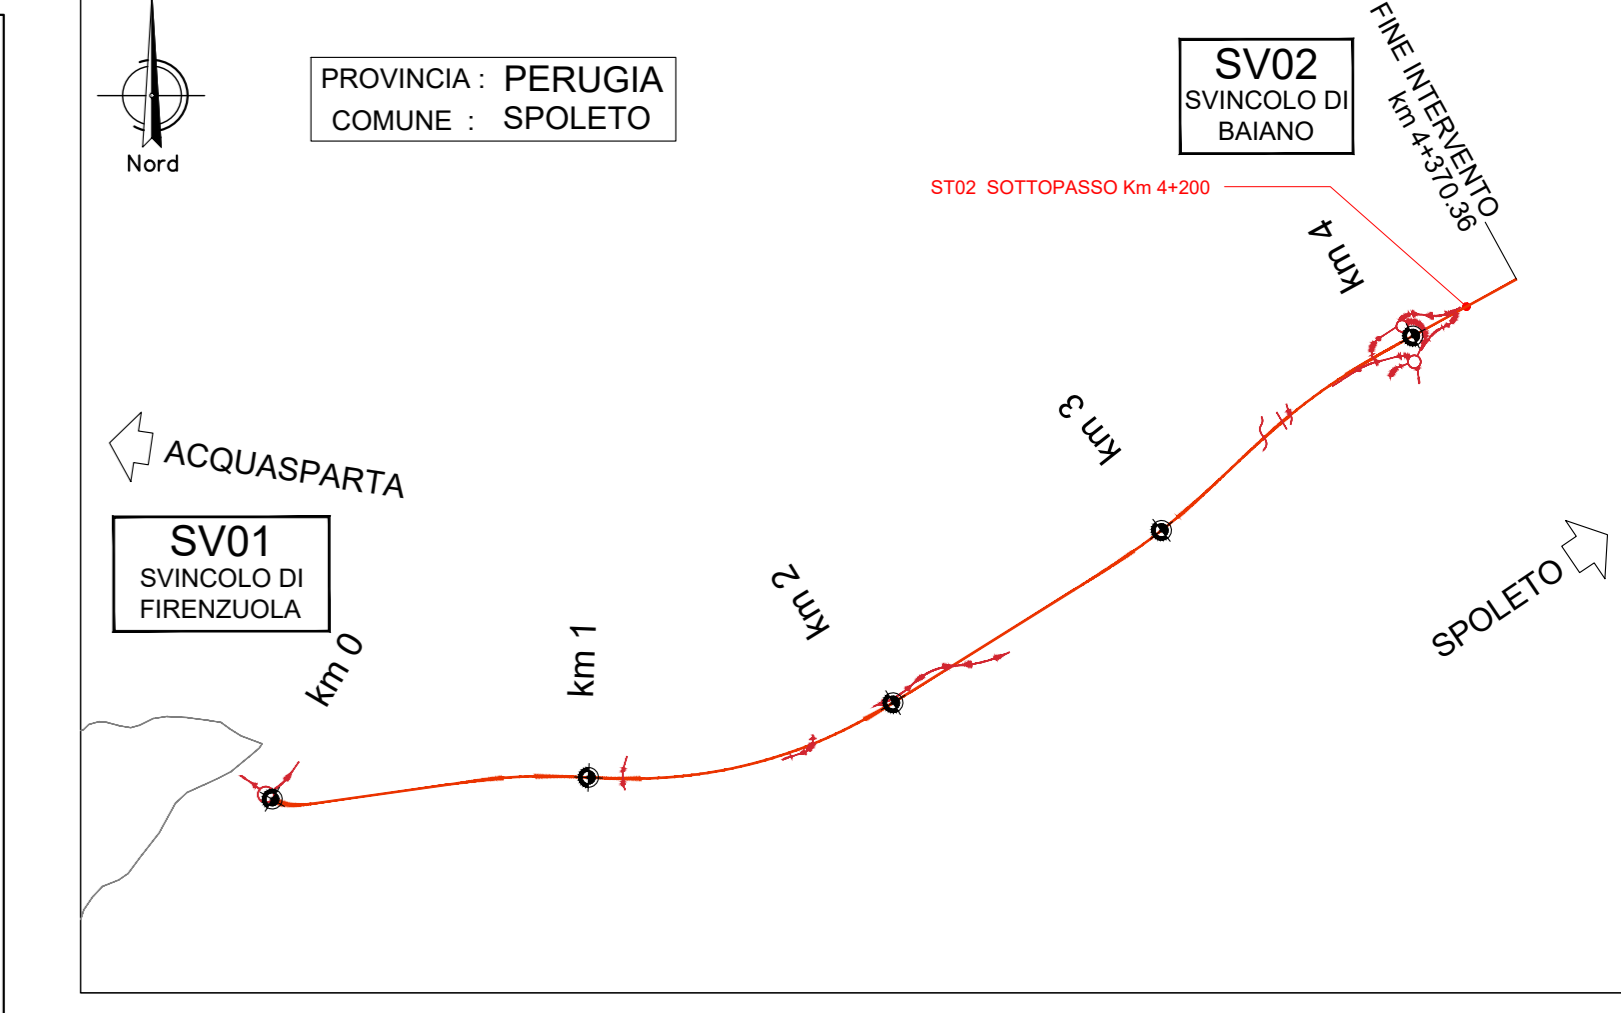 Nord
PROVINCIA : PERUGIA
COMUNE : SPOLETO
SV02
SVINCOLO DI
BAIANO
FINE INTERVENTO
km 4+370.36
ST02 SOTTOPASSO Km 4+200
km 4
km 3
ACQUASPARTA
SV01
SVINCOLO DI
FIRENZUOLA
km 2
km 1
km 0
SPOLETO